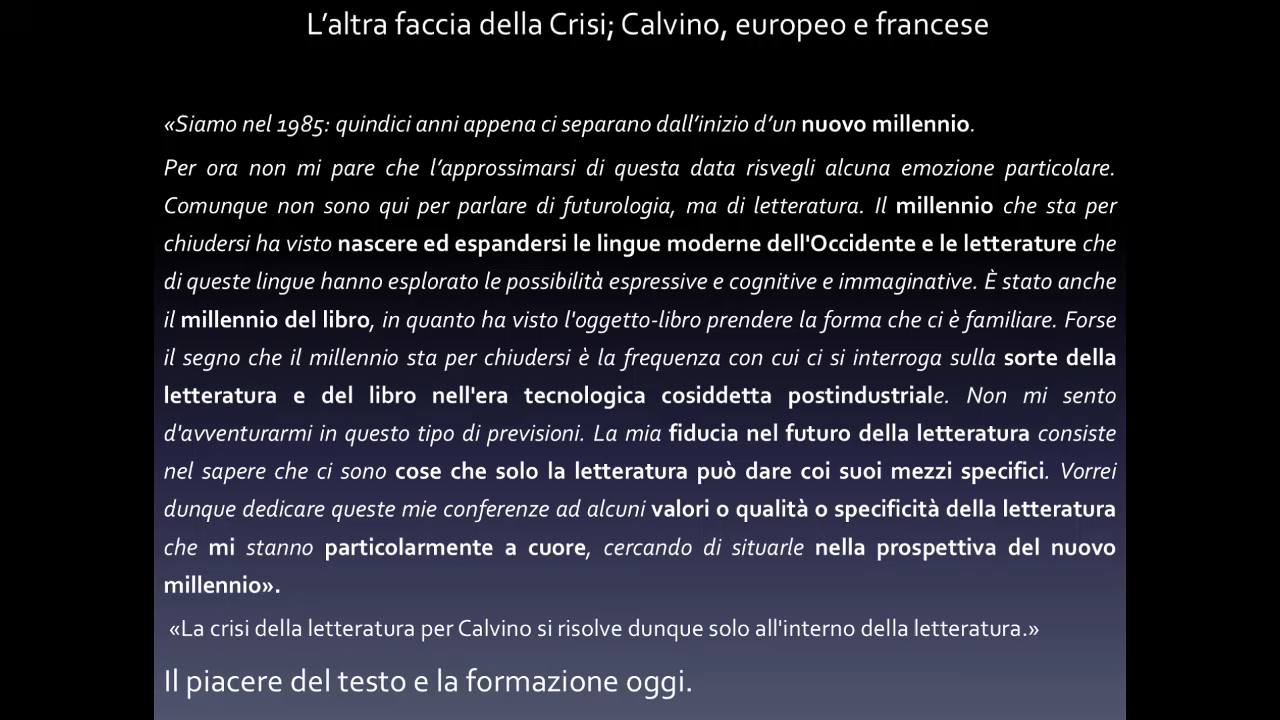 L’altra faccia della Crisi; Calvino, europeo e francese
«Siamo nel 1985: quindici anni appena ci separano dall’inizio d’un nuovo millennio.
Per ora non mi pare che l’approssimarsi di questa data risvegli alcuna emozione particolare.
Comunque non sono qui per parlare di futurologia, ma di letteratura. Il millennio che sta per
chiudersi ha visto nascere ed espandersi le lingue moderne dell'Occidente e le letterature che
di queste lingue hanno esplorato le possibilità espressive e cognitive e immaginative. È stato anche
il millennio del libro, in quanto ha visto l'oggetto-libro prendere la forma che ci è familiare. Forse
il segno che il millennio sta per chiudersi è la frequenza con cui ci si interroga sulla sorte della
letteratura e del libro nell'era tecnologica cosiddetta postindustriale. Non mi sento
d'avventurarmi in questo tipo di previsioni. La mia fiducia nel futuro della letteratura consiste
nel sapere che ci sono cose che solo la letteratura può dare coi suoi mezzi specifici. Vorrei
dunque dedicare queste mie conferenze ad alcuni valori o qualità o specificità della letteratura
che mi stanno particolarmente a cuore, cercando di situarle nella prospettiva del nuovo
millennio».
«La crisi della letteratura per Calvino si risolve dunque solo all'interno della letteratura.»
Il piacere del testo e la formazione oggi.